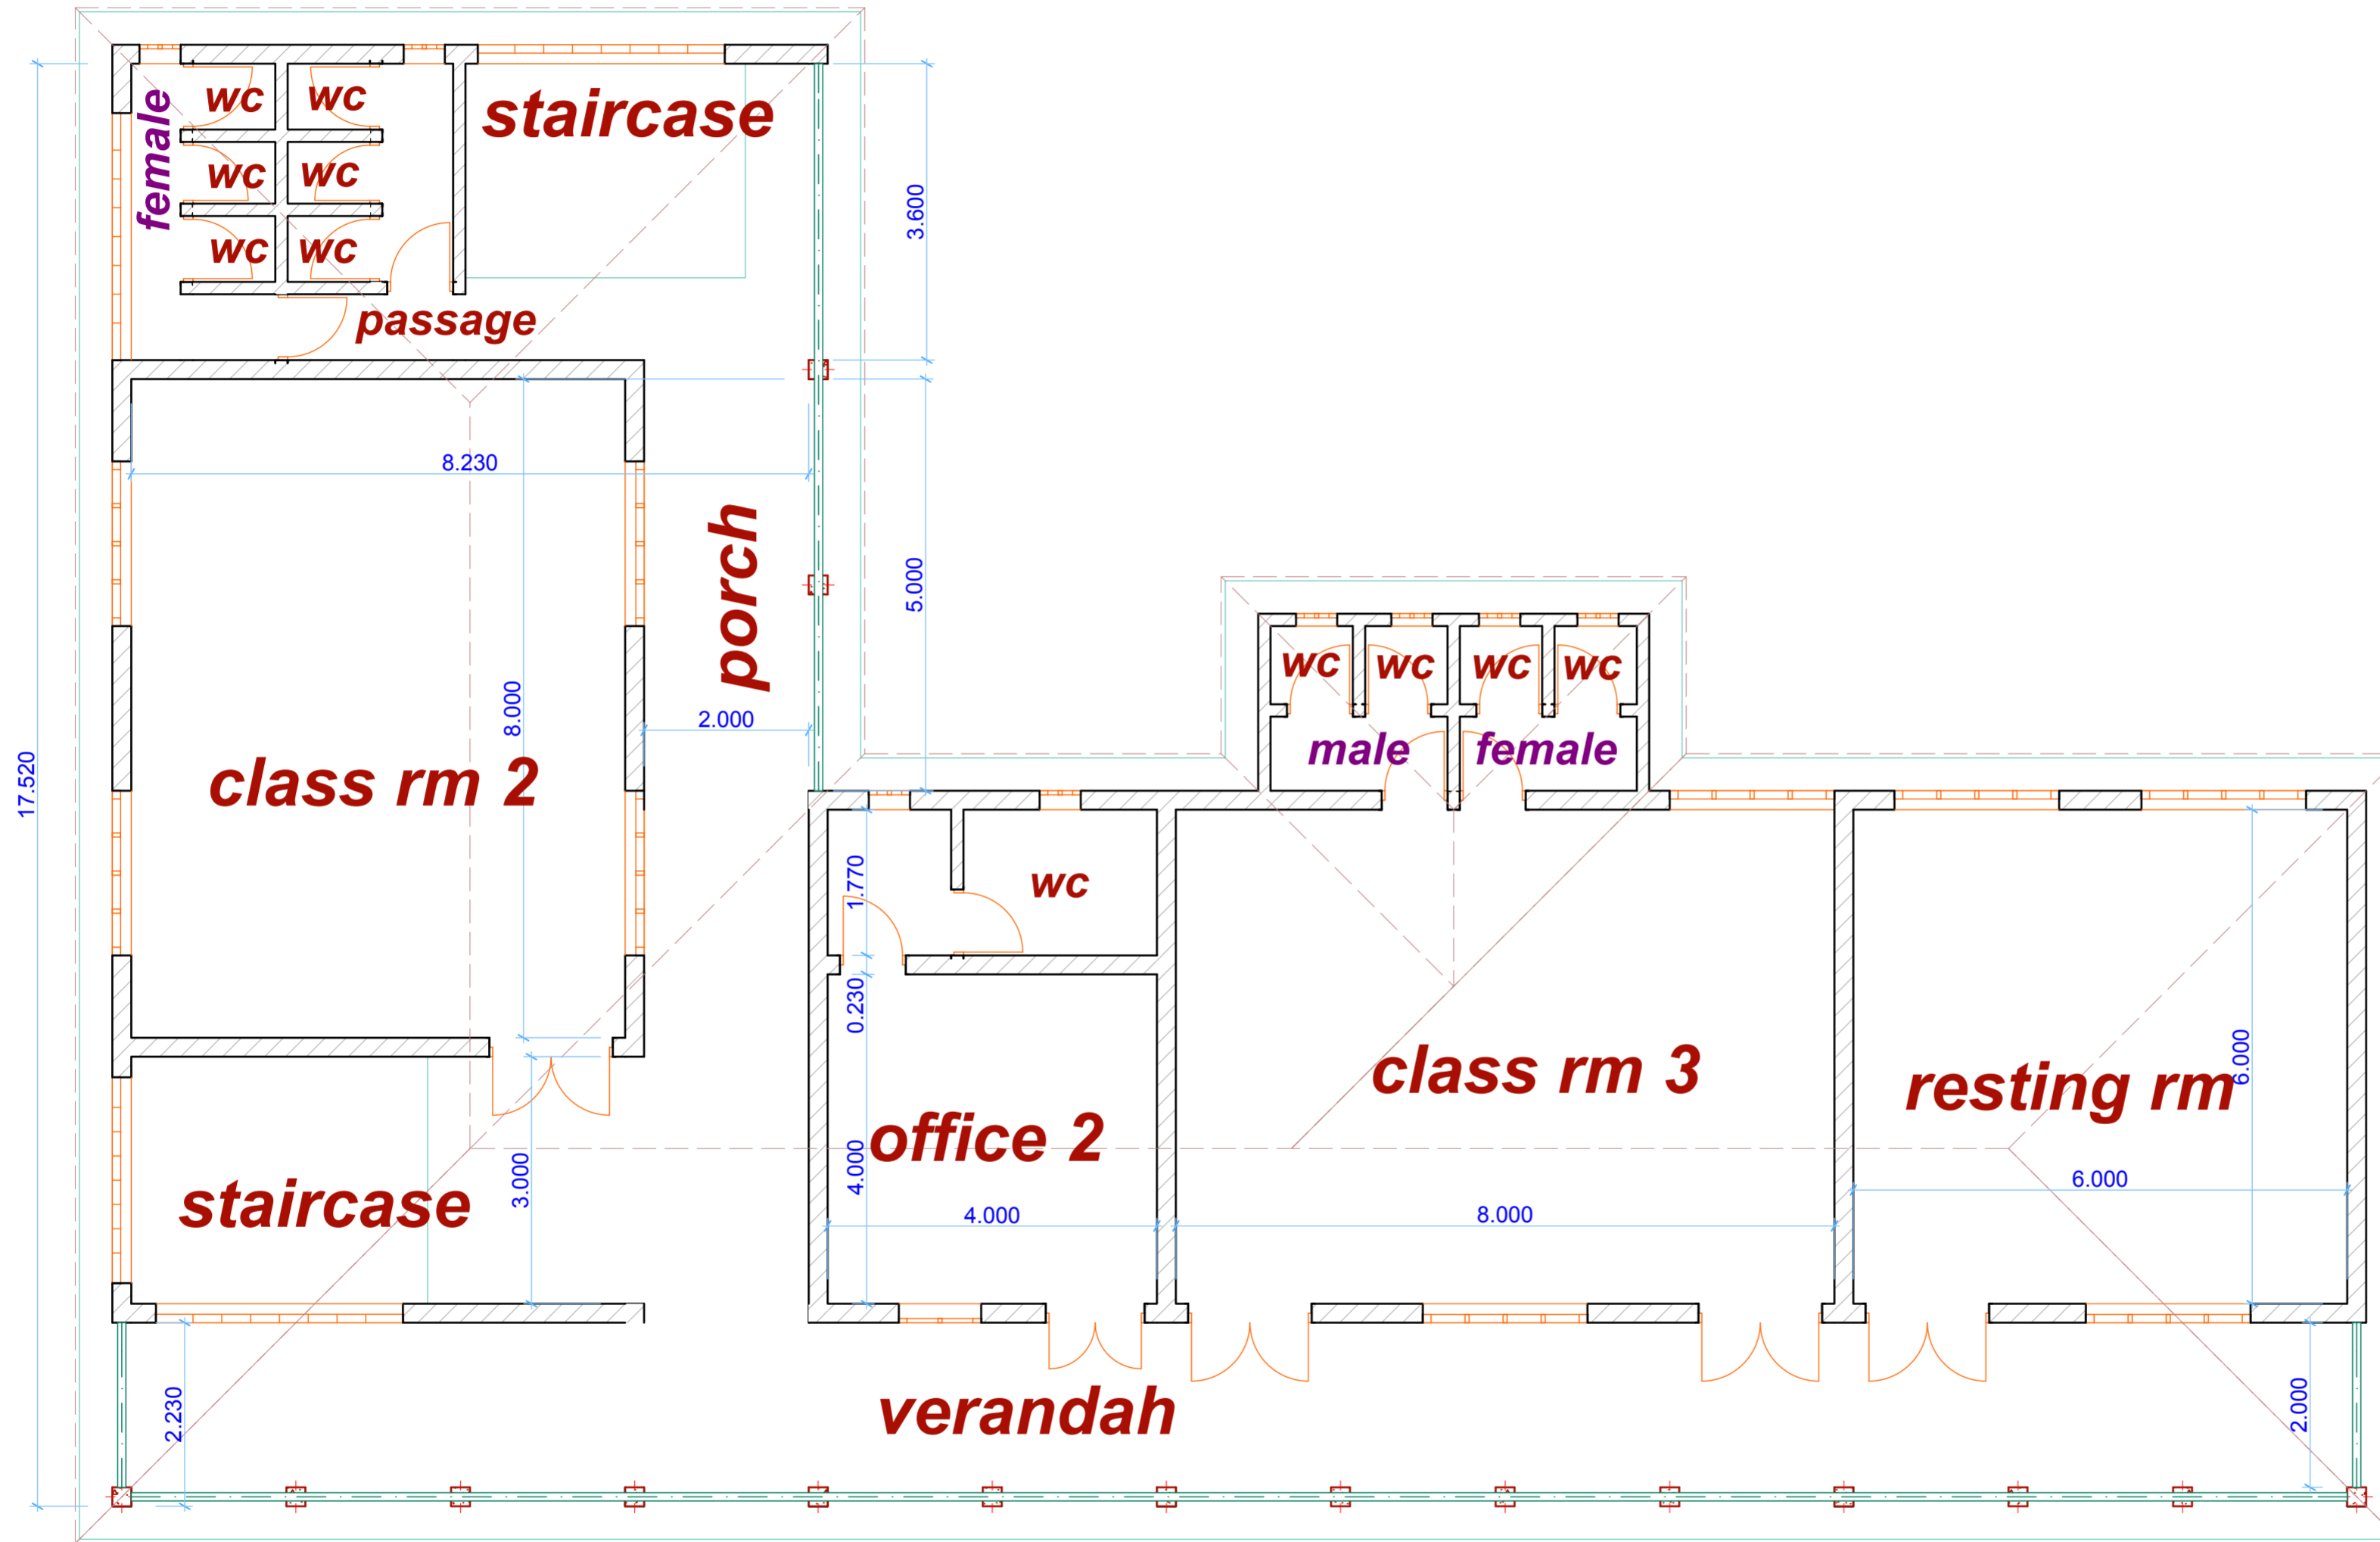 female
wc
wc
staircase
wc
wc
wc
wc
passage
3.600
8.230
porch
5.000
17.520
8.000
2.000
class rm 2
wc
wc
wc
wc
male
female
1.770
wc
0.230
class rm 3
6.000
resting rm
office 2
4.000
staircase
3.000
4.000
8.000
6.000
2.230
verandah
2.000